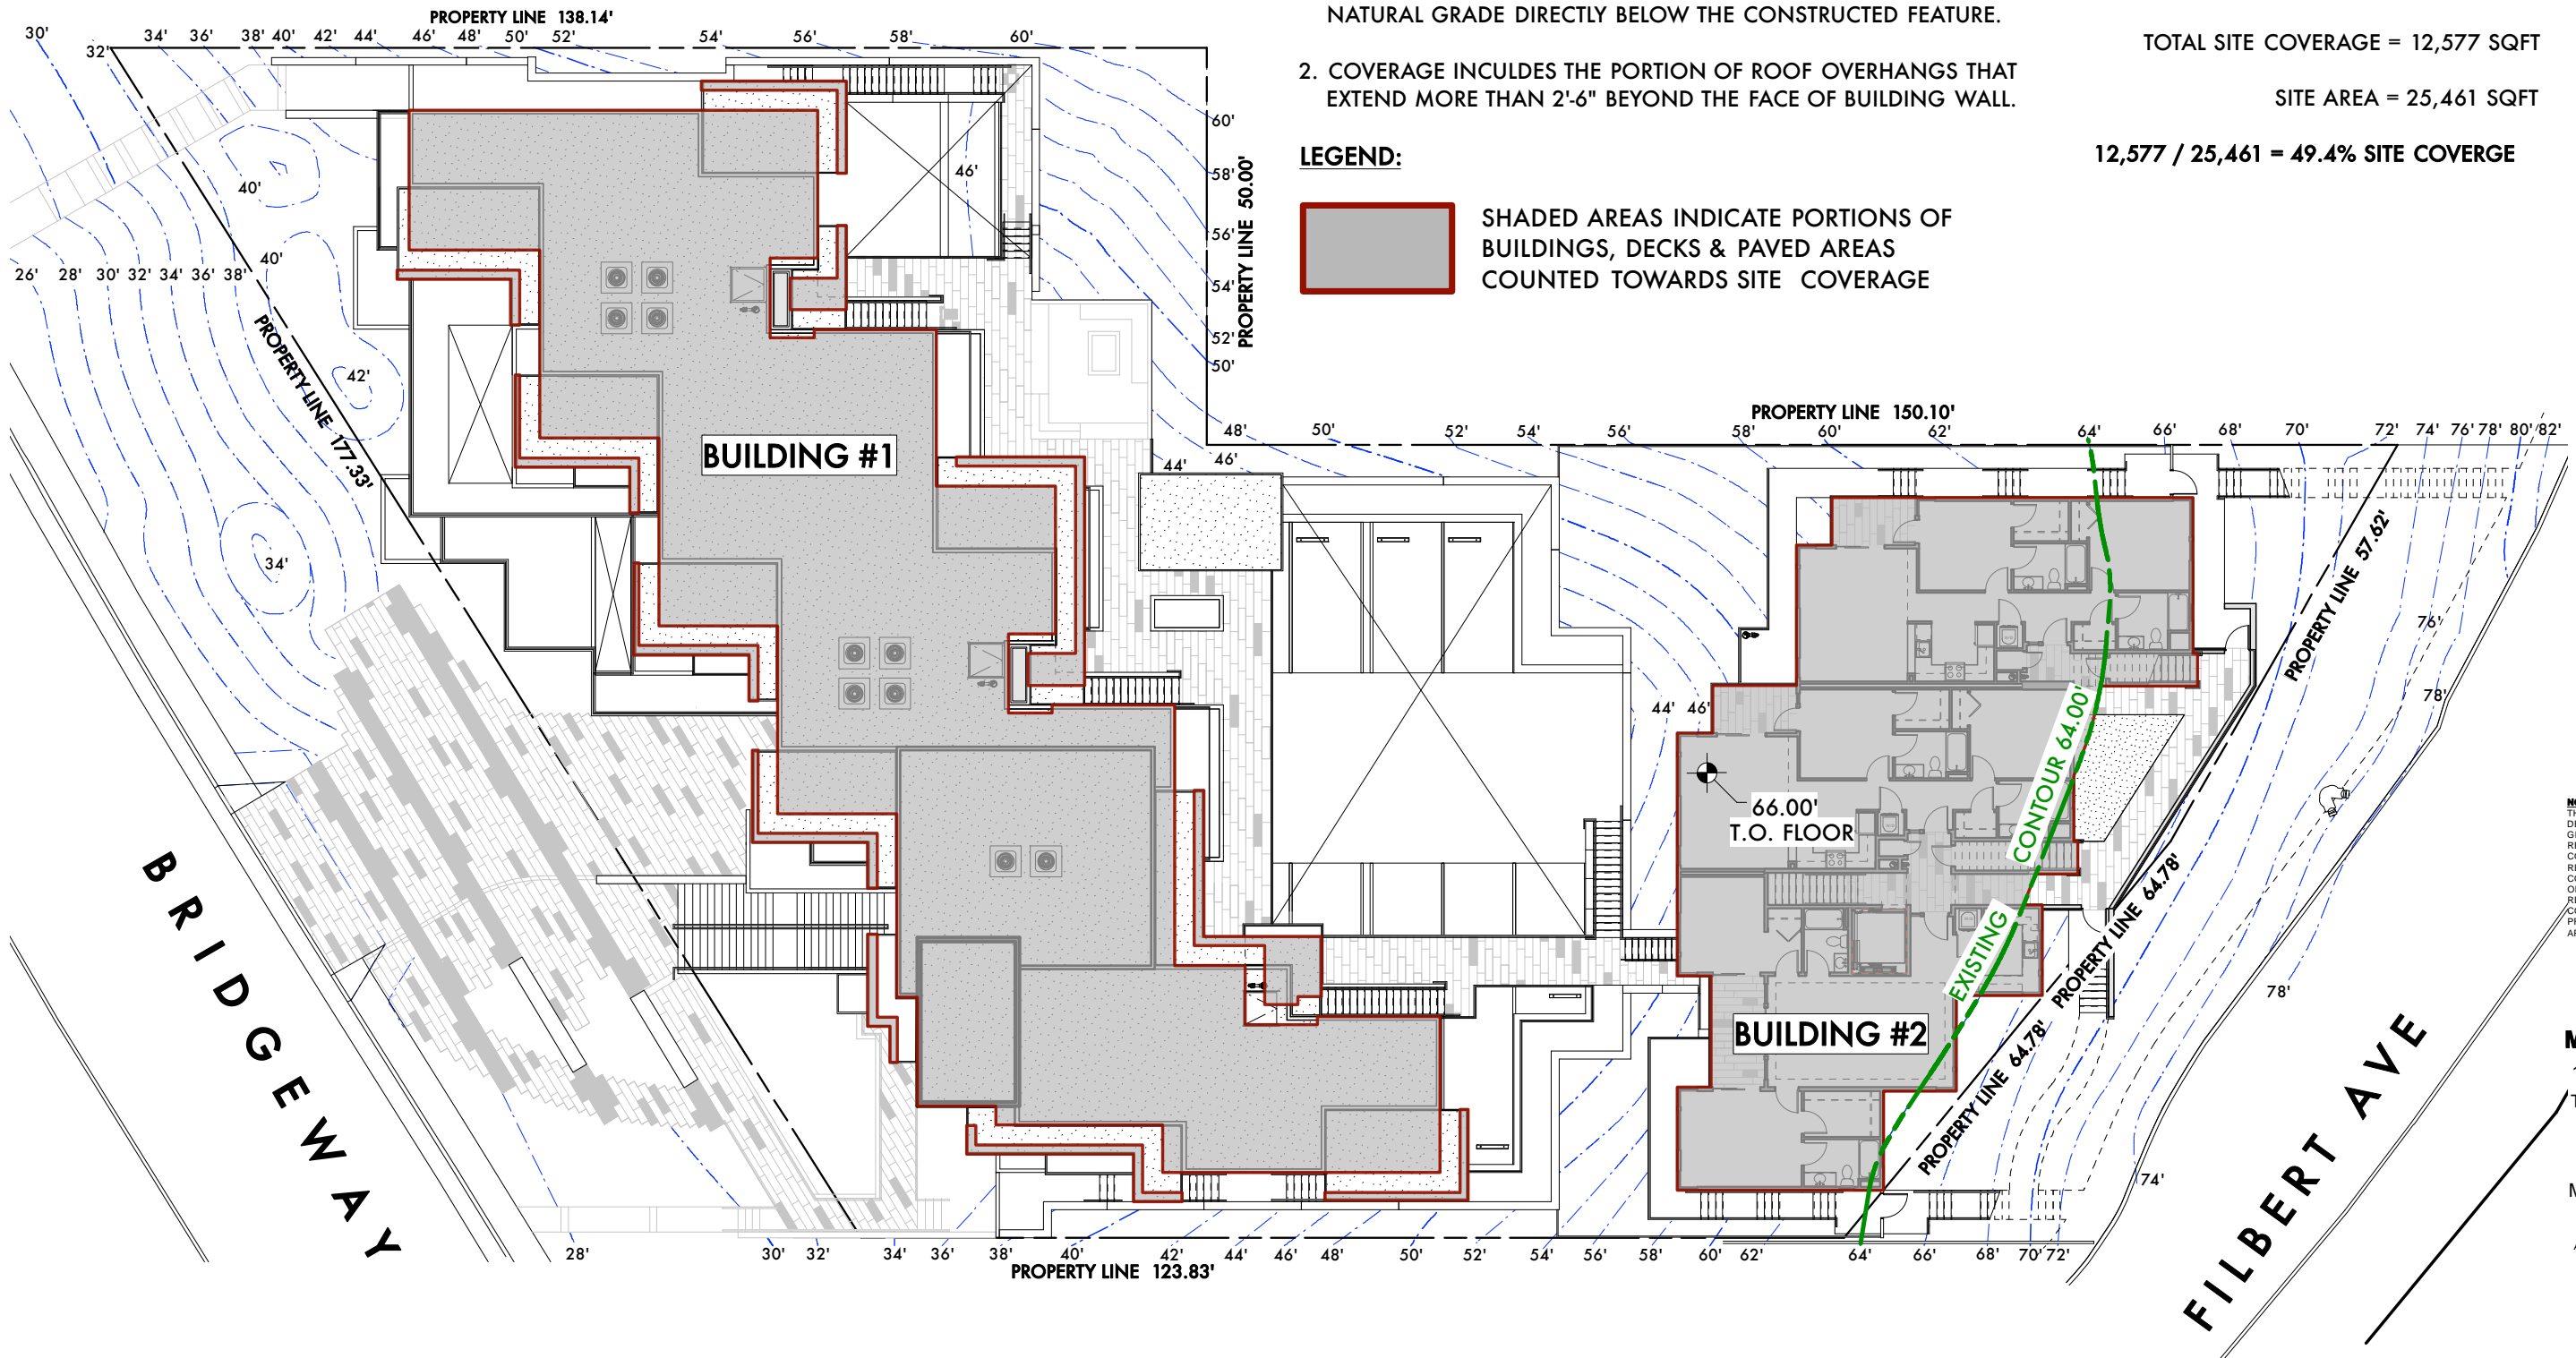 PROPERTY LINE 138.14'
30'
32'
34' 36' 38' 40' 42' 44' 46' 48' 50' 52' 54' 56' 58' 60'
NATURAL GRADE DIRECTLY BELOW THE CONSTRUCTED FEATURE.
2. COVERAGE INCULDES THE PORTION OF ROOF OVERHANGS THAT
EXTEND MORE THAN 2'-6" BEYOND THE FACE OF BUILDING WALL.
TOTAL SITE COVERAGE = 12,577 SQFT
SITE AREA = 25,461 SQFT
12,577 / 25,461 = 49.4% SITE COVERGE
LEGEND:
SHADED AREAS INDICATE PORTIONS OF
BUILDINGS, DECKS & PAVED AREAS
COUNTED TOWARDS SITE COVERAGE
60'
58'
56'
54'
52'
50'
PROPERTY LINE 50.00'
46'
40'
40'
26' 28' 30' 32' 34' 36' 38'
42'
34'
PROPERTY LINE 177.33'
BUILDING #1
PROPERTY LINE 150.10'
44' 46' 48' 50' 52' 54' 56' 58' 60' 62' 64' 66' 68' 70' 72' 74' 76' 78' 80' 82'
PROPERTY LINE 57.62'
76'
78'
44' 46'
66.00'
T.O. FLOOR
EXISTING CONTOUR 64.00'
PROPERTY LINE 64.78'
PROPERTY LINE 64.78'
78'
74'
BUILDING #2
BRIDGEWAY
FILBERT AVE
28' 30' 32' 34' 36' 38' 40' 42' 44' 46' 48' 50' 52' 54' 56' 58' 60' 62' 64' 66' 68' 70' 72'
PROPERTY LINE 123.83'